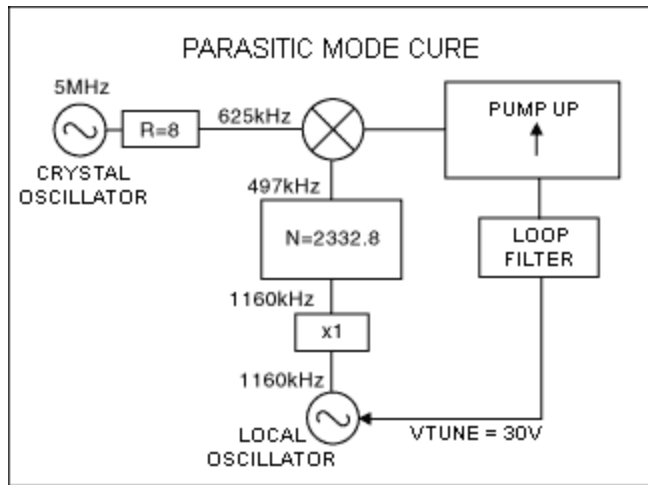 PARASITIC MODE CURE
5MHz
R=8
625kHz
PUMP UP
CRYSTAL
OSCILLATOR
497kHz
N=2332.8
LOOP
FILTER
1160kHz
x1
1160kHz
LOCAL
OSCILLATOR
VTUNE = 30V